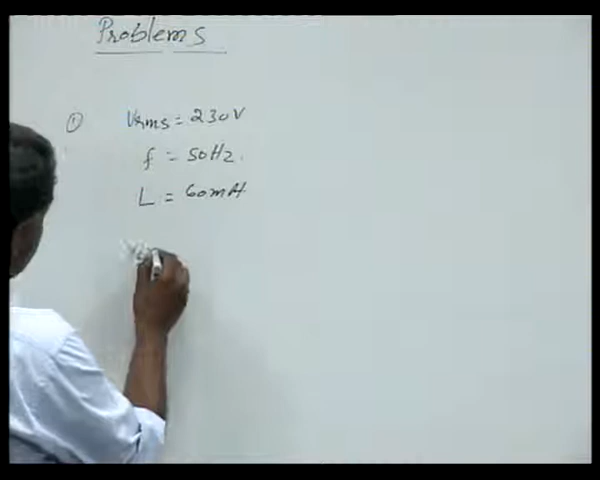 Problems
① Vrms = 230V
f = 50Hz.
L = 60mH.